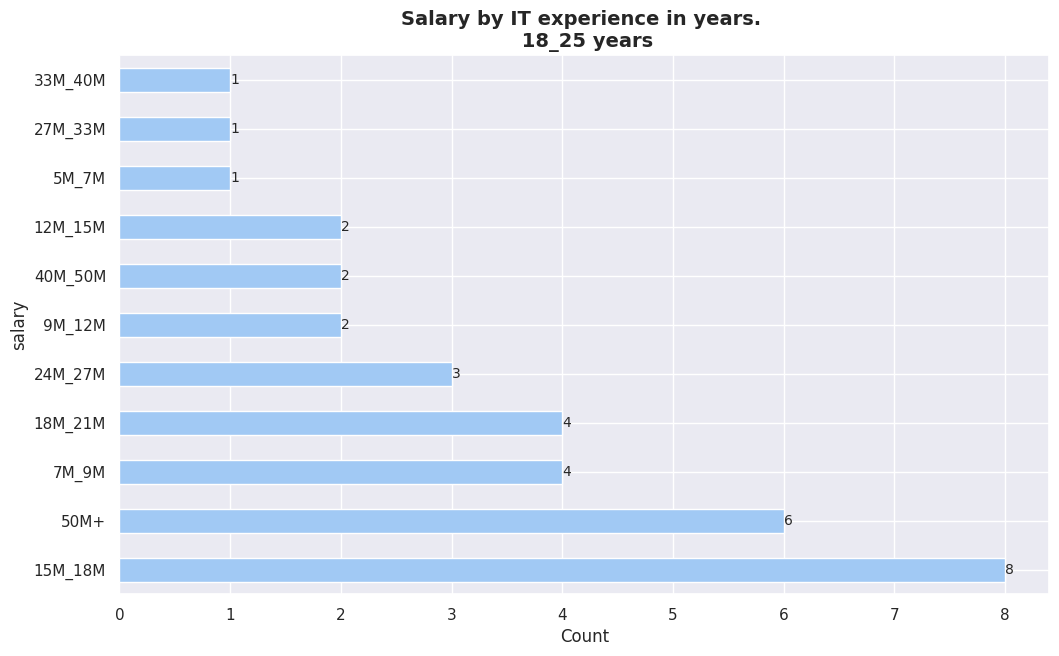 Salary by IT experience in years.
18_25 years
33M_40M
1
27M_33M
1
5M_7M
1
12M_15M
2
40M_50M
2
9M_12M
2
24M_27M
3
18M_21M
4
7M_9M
4
50M+
6
15M_18M
8
salary
0 1 2 3 4 5 6 7 8
Count